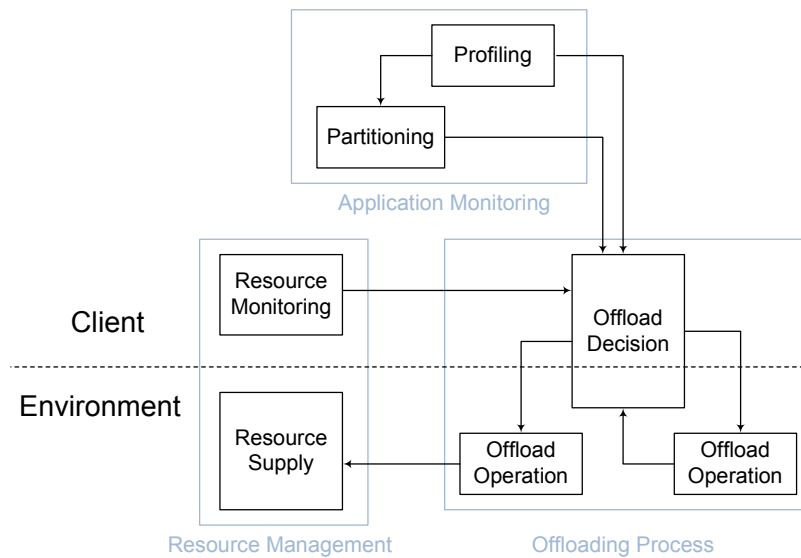 Profiling
Partitioning
Application Monitoring
Resource
Monitoring
Client
Offload
Decision
Environment
Resource
Supply
Offload
Operation
Offload
Operation
Resource Management
Offloading Process